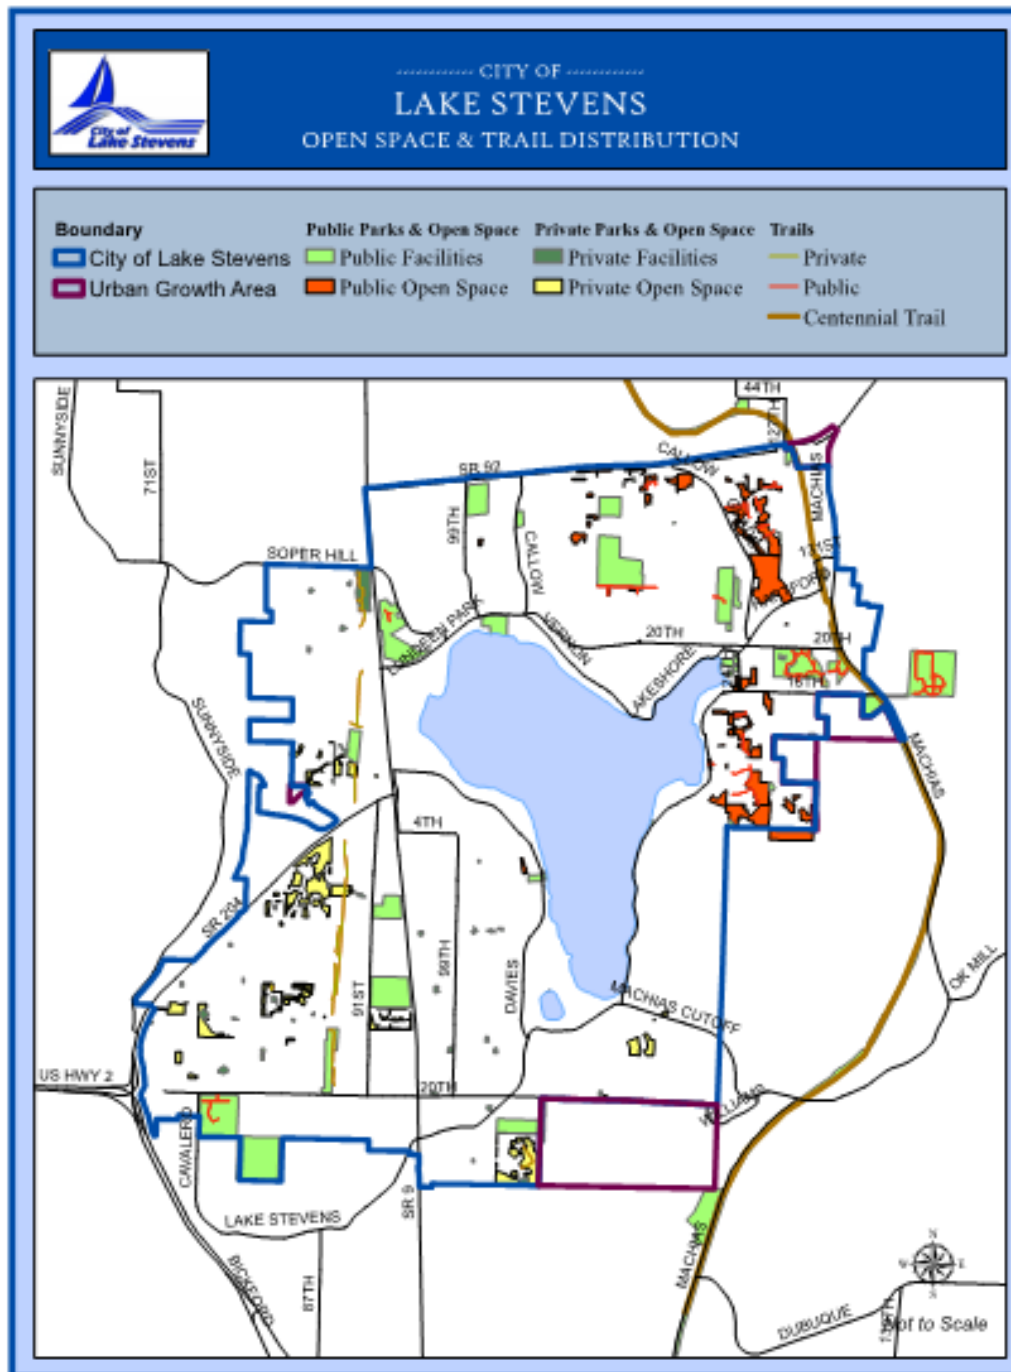 CITY OF
LAKE STEVENS
OPEN SPACE & TRAIL DISTRIBUTION
City of
Lake Stevens
Boundary
City of Lake Stevens
Urban Growth Area
Public Parks & Open Space
Public Facilities
Public Open Space
Private Parks & Open Space
Private Facilities
Private Open Space
Trails
Private
Public
Centennial Trail
SUNNYSIDE
71ST
44TH
127TH
MACHIAS
CALLOW
SR 92
99TH
CALLOW
SOPER HILL
131ST
LUNDEEN PARK
VERNON
20TH
20TH
LAKESHORE
16TH
SUNNYSIDE
MACHIAS
4TH
SR 204
99TH
91ST
DAVIES
MACHIAS CUTOFF
OK MILL
US HWY 2
20TH
WILLIAMS
CAVALERO
SR 9
LAKE STEVENS
MACHIAS
BICKFORD
87TH
DUBUQUE
N
W
E
S
Not to Scale